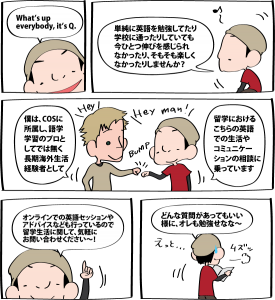 What's up
everybody, it's Q.
単純に英語を勉強してたり
学校に通ったりしていても
今ひとつ伸びを感じられ
なかったり、そもそも楽しく
なかったりしませんか？
Hey
Hey man!
BUMP
僕は、COSに
所属し、語学
学習のプロと
してでは無く
長期海外生活
経験者として
留学における
こちらの英語
での生活や
コミュニケー
ションの相談に
乗っています
オンラインでの英語セッションや
アドバイスなども行っているので
留学生活に関して、気軽に
お問い合わせください〜！
どんな質問があってもいい
様に、オレも勉強せなな〜
えっと...